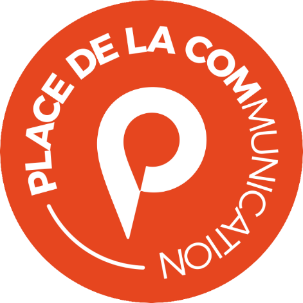 PLACE DE LA COMMUNICATION